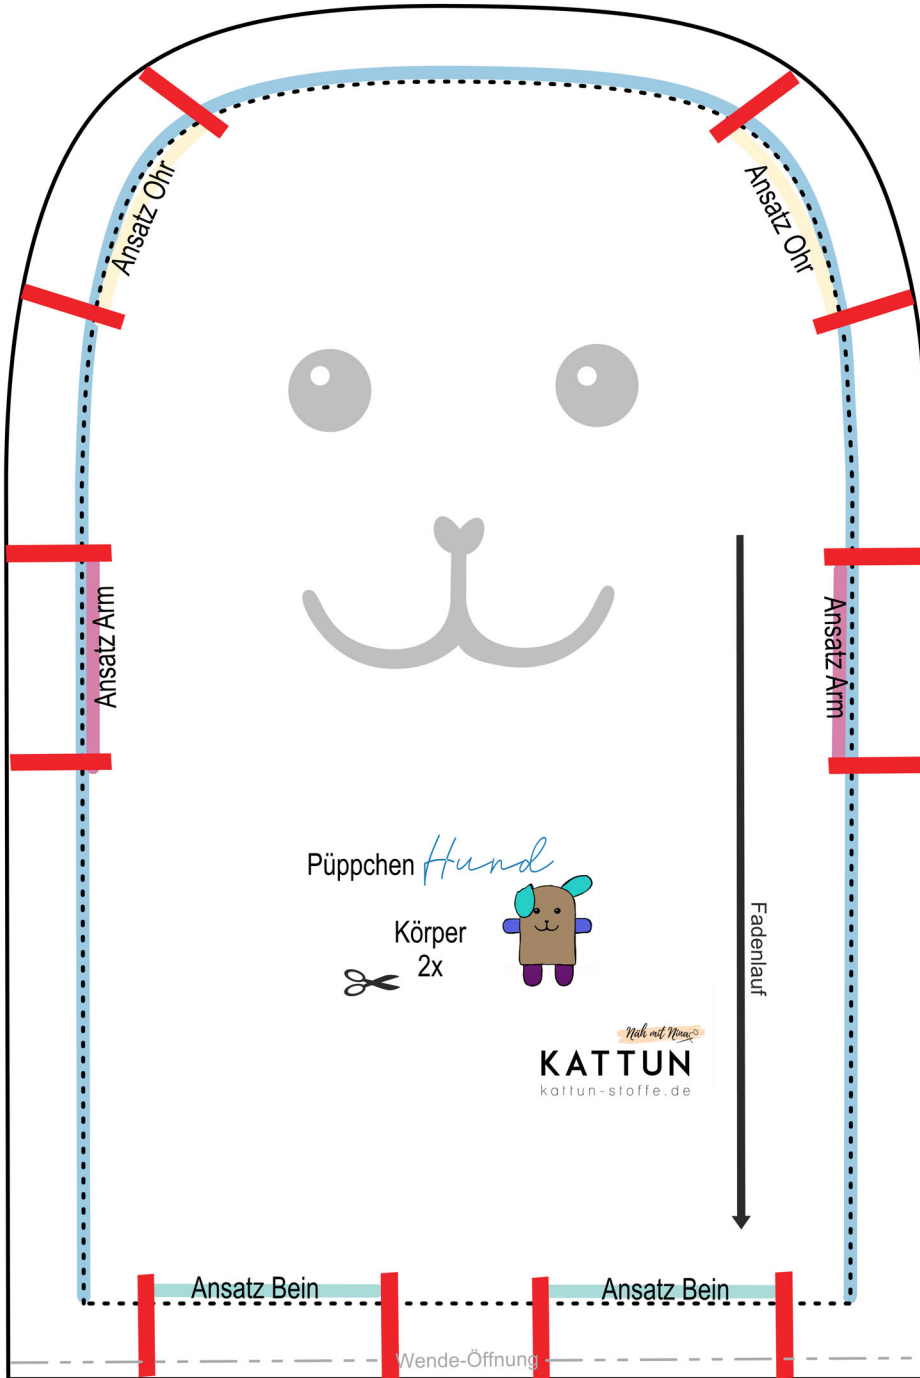 Ansatz Ohr
Ansatz Ohr
Ansatz Arm
Ansatz Arm
Püppchen Hund
Körper
2x
Fadenlauf
Näh mit Nina
KATTUN
kattun-stoffe.de
Ansatz Bein
Ansatz Bein
Wende-Öffnung